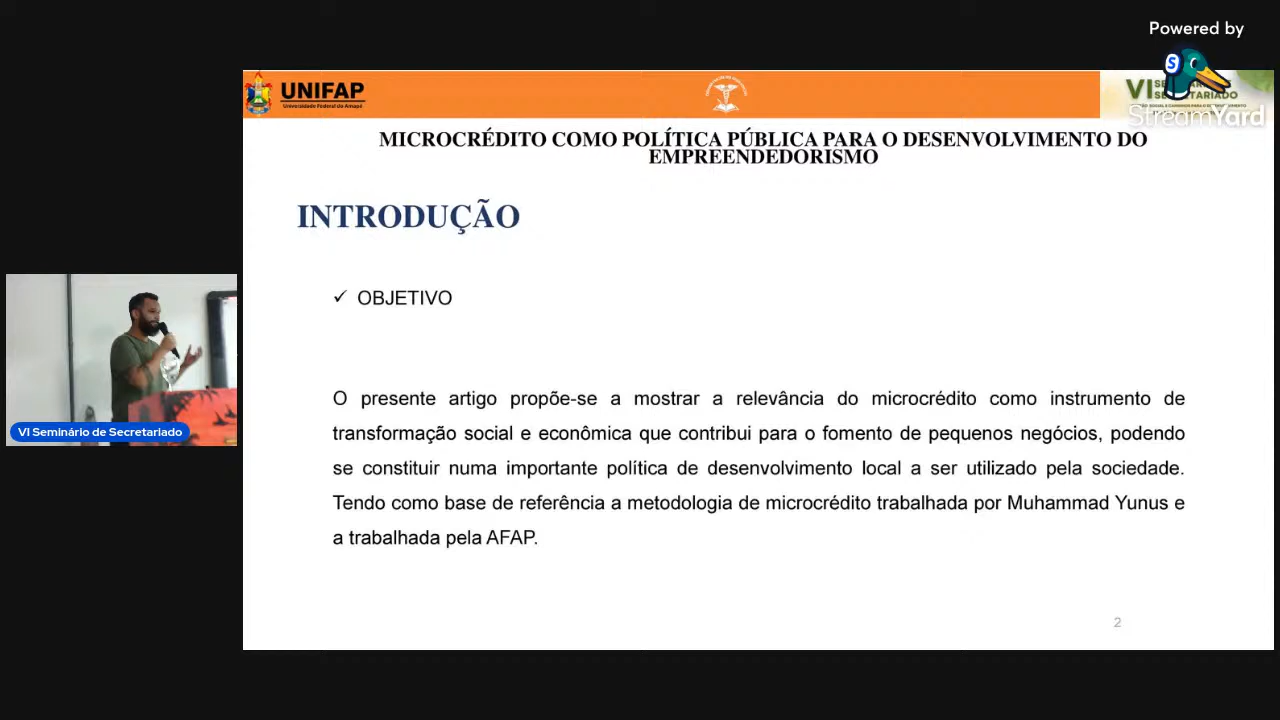 Powered by
StreamYard
UNIFAP
Universidade Federal do Amapá
VI
MICROCRÉDITO COMO POLÍTICA PÚBLICA PARA O DESENVOLVIMENTO DO
EMPREENDEDORISMO
INTRODUÇÃO
✓ OBJETIVO
O presente artigo propõe-se a mostrar a relevância do microcrédito como instrumento de
transformação social e econômica que contribui para o fomento de pequenos negócios, podendo
se constituir numa importante política de desenvolvimento local a ser utilizado pela sociedade.
Tendo como base de referência a metodologia de microcrédito trabalhada por Muhammad Yunus e
a trabalhada pela AFAP.
VI Seminário de Secretariado
2